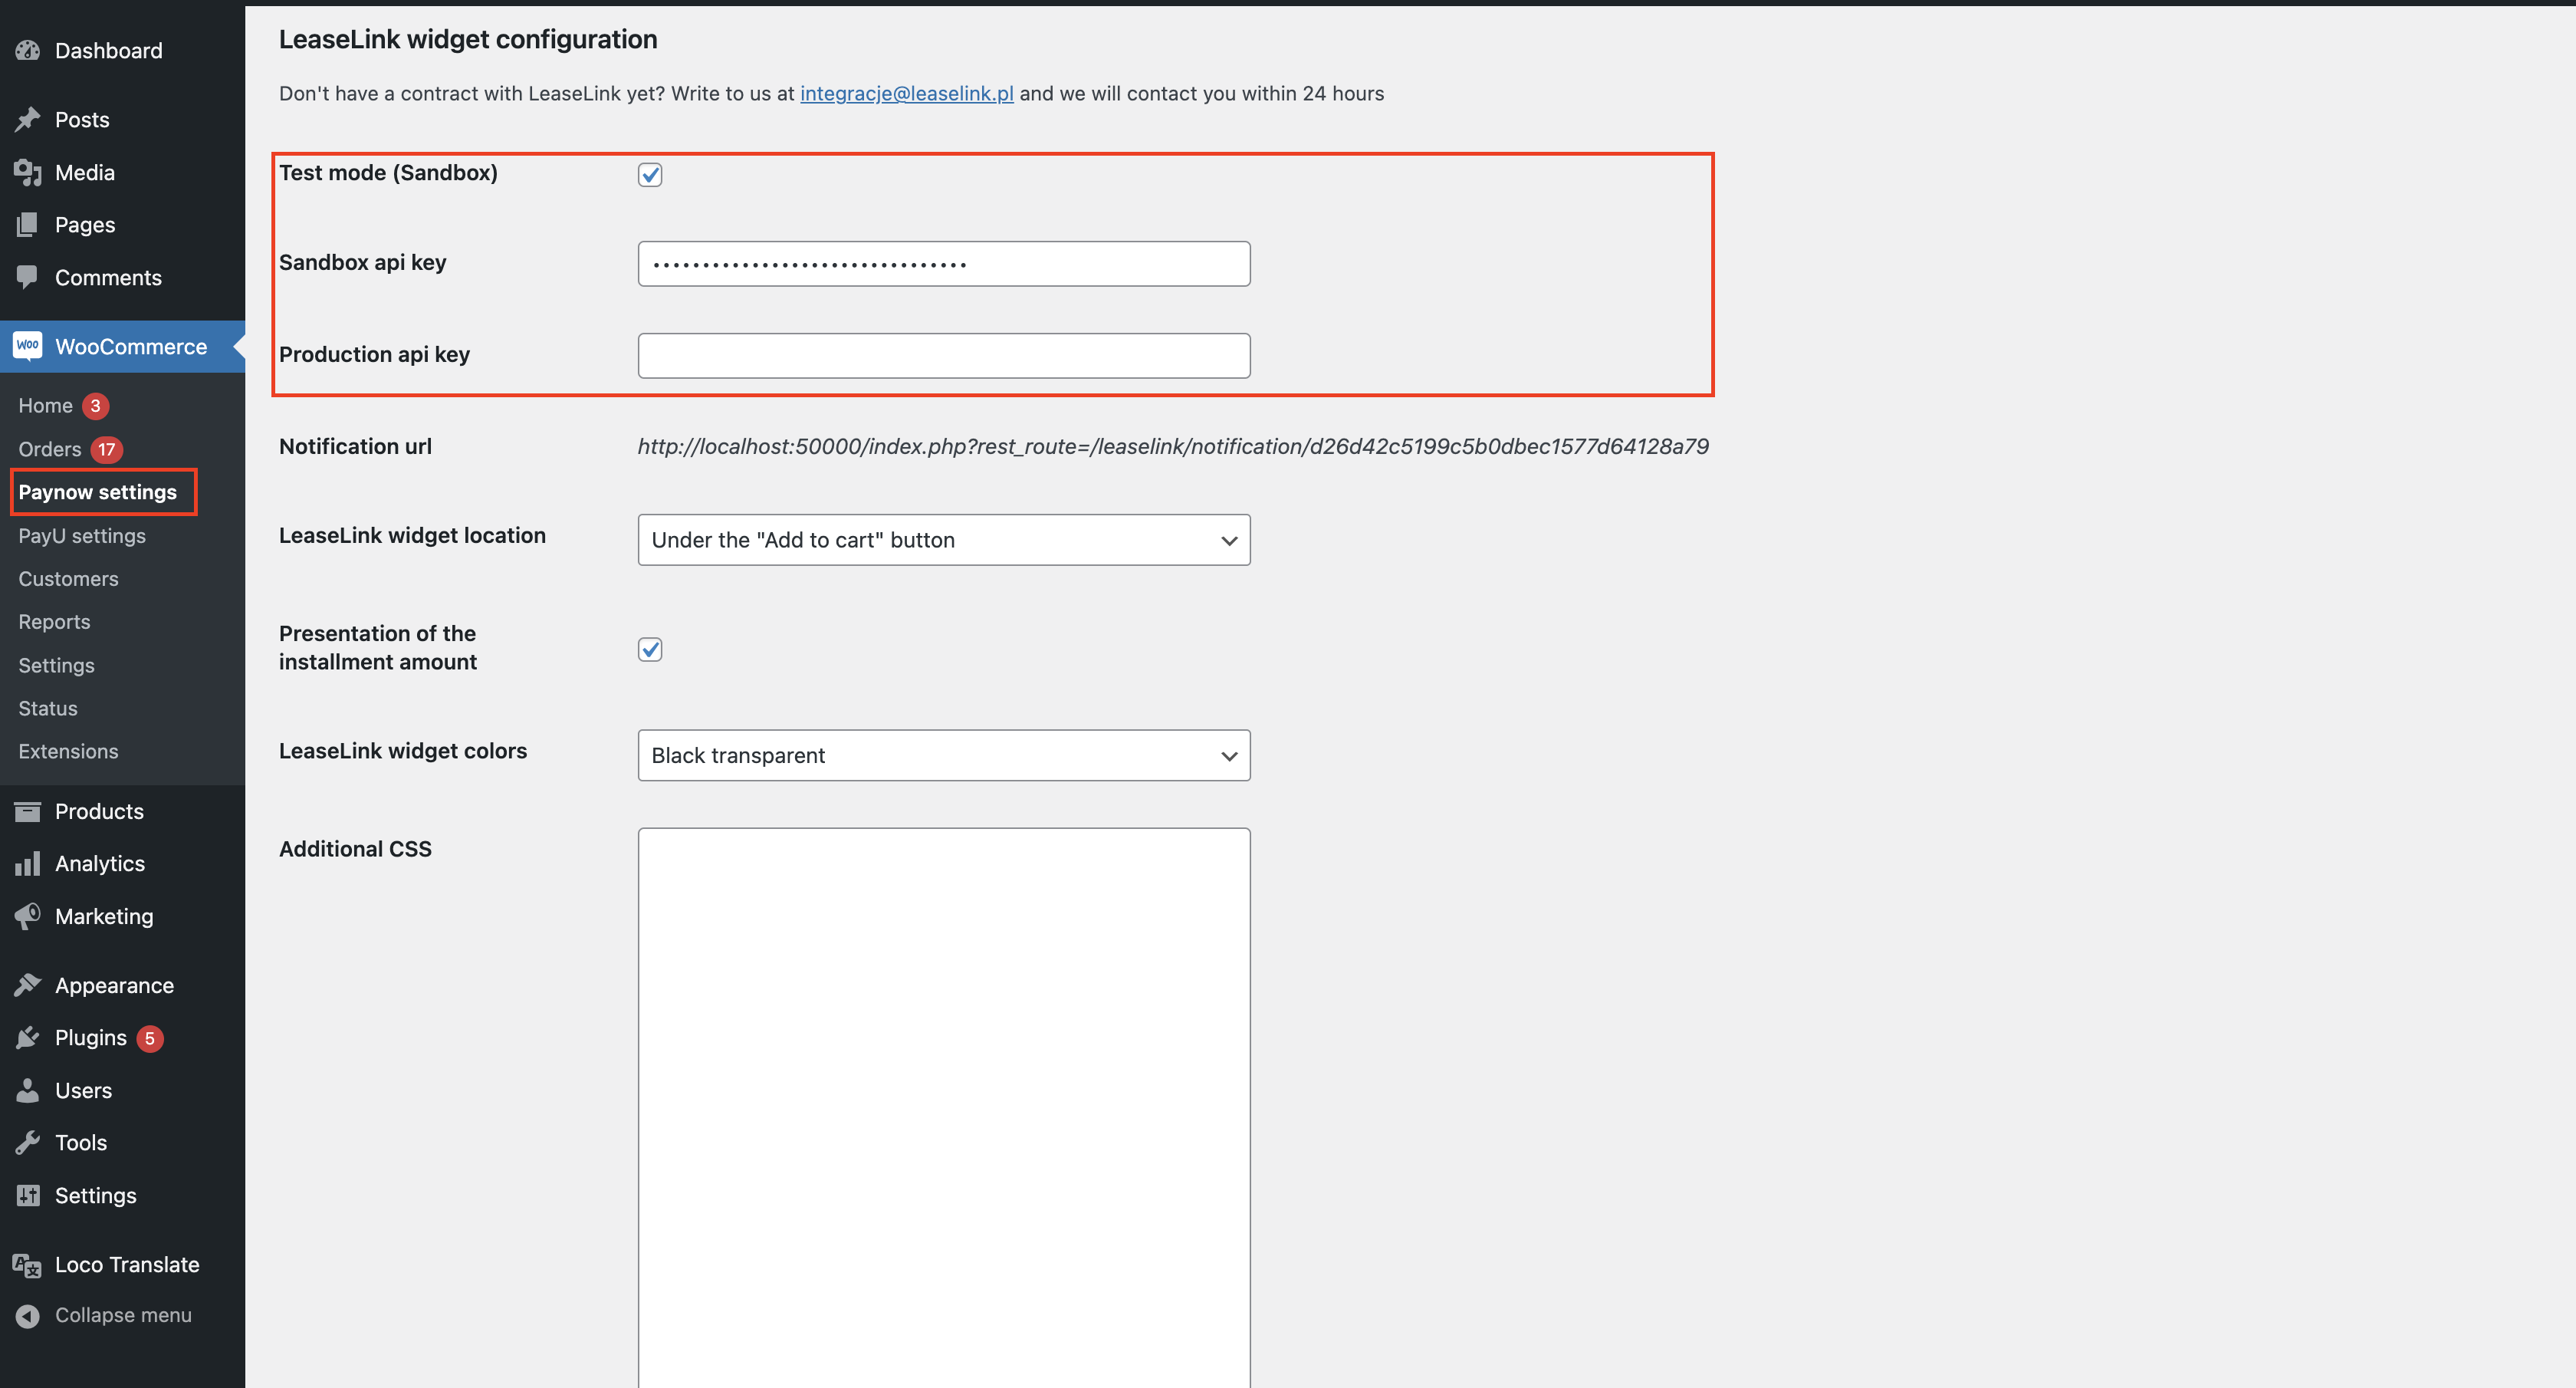 Dashboard
Posts
Media
Pages
Comments
WOO
WooCommerce
Home 3
Orders 17
Paynow settings
PayU settings
Customers
Reports
Settings
Status
Extensions
Products
Analytics
Marketing
Appearance
Plugins 5
Users
Tools
Settings
Loco Translate
Collapse menu
LeaseLink widget configuration
Don't have a contract with LeaseLink yet? Write to us at integracje@leaselink.pl and we will contact you within 24 hours
Test mode (Sandbox)
Sandbox api key
Production api key
Notification url
http://localhost:50000/index.php?rest_route=/leaselink/notification/d26d42c5199c5b0dbec1577d64128a79
LeaseLink widget location
Under the "Add to cart" button
Presentation of the
installment amount
LeaseLink widget colors
Black transparent
Additional CSS